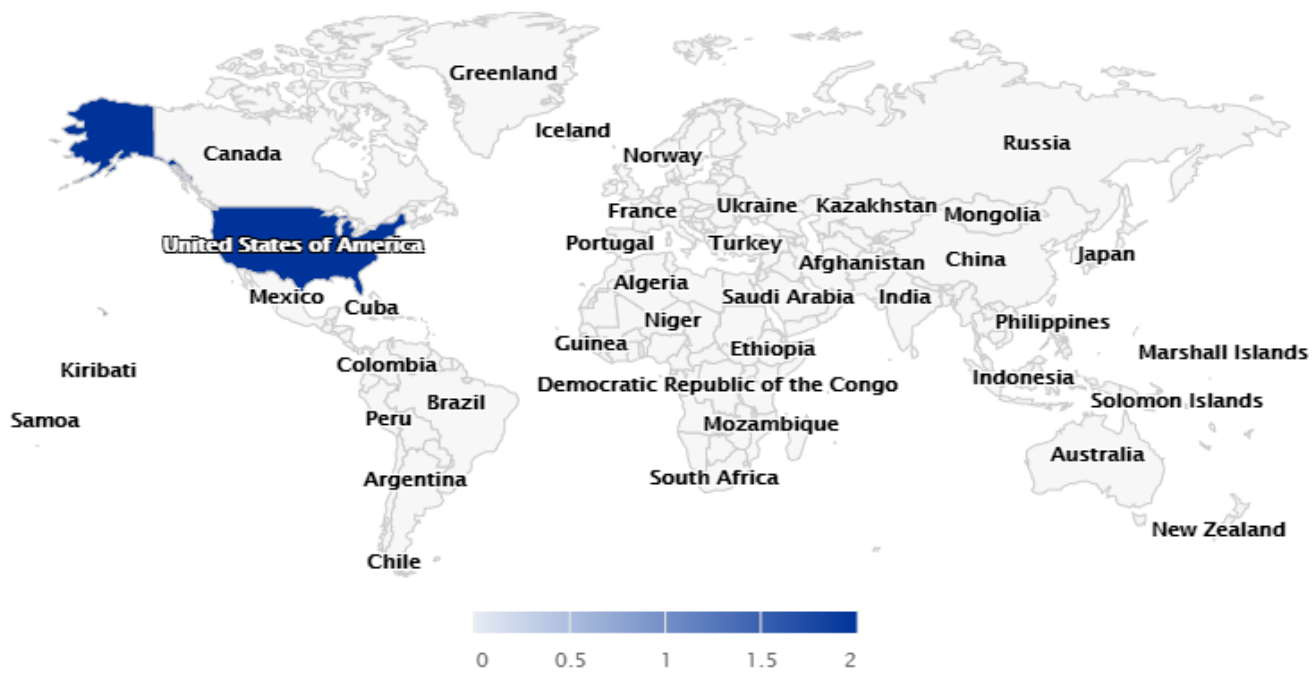 Greenland
Iceland
Russia
Canada
Norway
Ukraine
Kazakhstan
France
Mongolia
United States of America
Portugal
Turkey
Japan
Afghanistan
China
Algeria
Mexico
Cuba
Saudi Arabia
India
Niger
Philippines
Guinea
Ethiopia
Marshall Islands
Colombia
Kiribati
Indonesia
Democratic Republic of the Congo
Brazil
Solomon Islands
Samoa
Peru
Mozambique
Australia
Argentina
South Africa
New Zealand
Chile
0 0.5 1 1.5 2